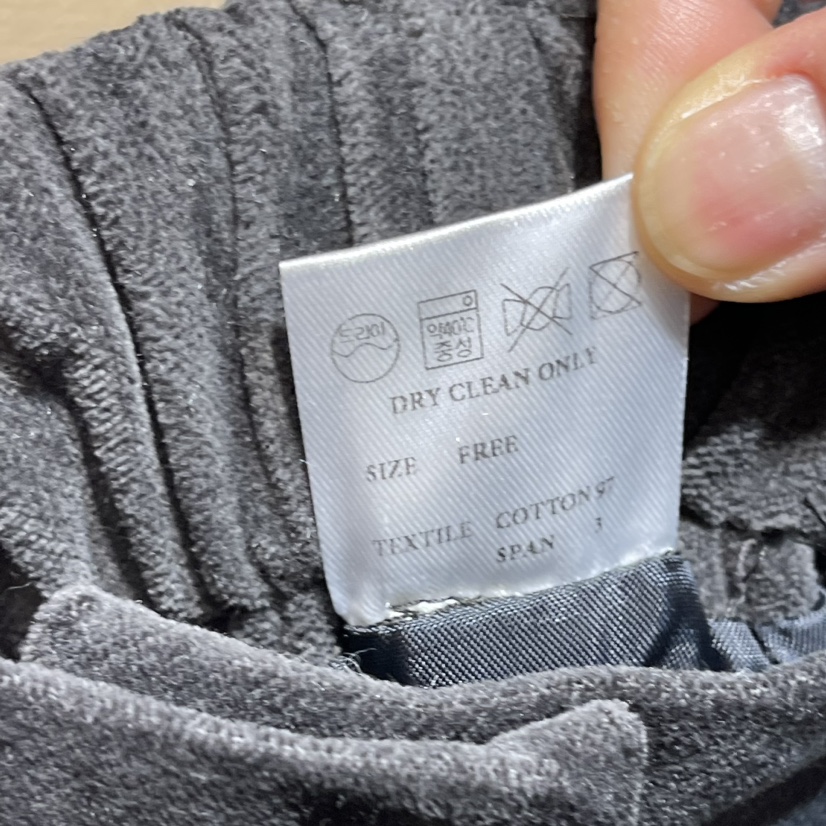 드라이
약40℃
중성
DRY CLEAN ONLY
SIZE FREE
TEXTILE COTTON 97
SPAN 3